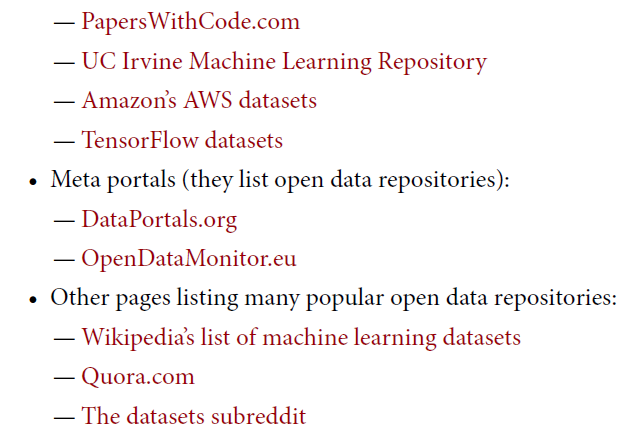 — PapersWithCode.com
— UC Irvine Machine Learning Repository
— Amazon’s AWS datasets
— TensorFlow datasets
• Meta portals (they list open data repositories):
— DataPortals.org
— OpenDataMonitor.eu
• Other pages listing many popular open data repositories:
— Wikipedia’s list of machine learning datasets
— Quora.com
— The datasets subreddit